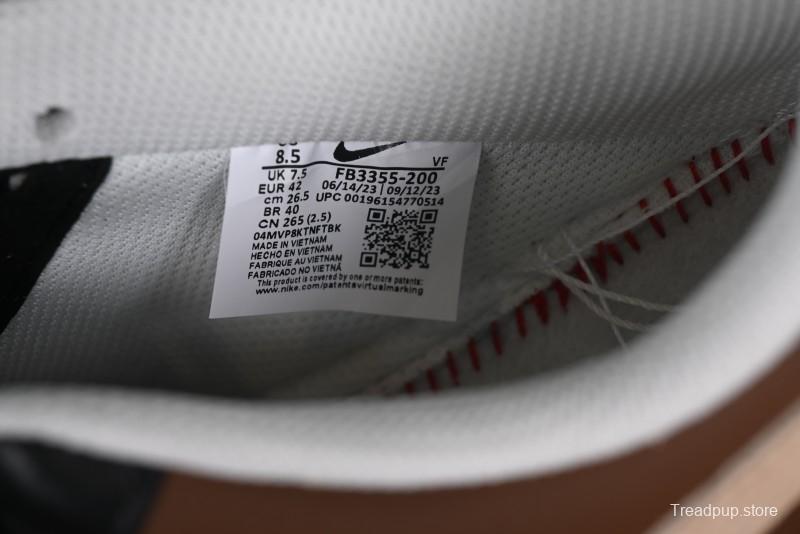 8.5
VF
UK 7.5
FB3355-200
EUR 42
06/14/23 | 09/12/23
cm 26.5
UPC 00196154770514
BR 40
CN 265 (2.5)
04MVP8KTNFTBK
MADE IN VIETNAM
HECHO EN VIETNAM
FABRIQUE AU VIETNAM
FABRICADO NO VIETNÃ
This product is covered by one or more patents:
www.nike.com/patentsvirtualmarking
Treadpup.store